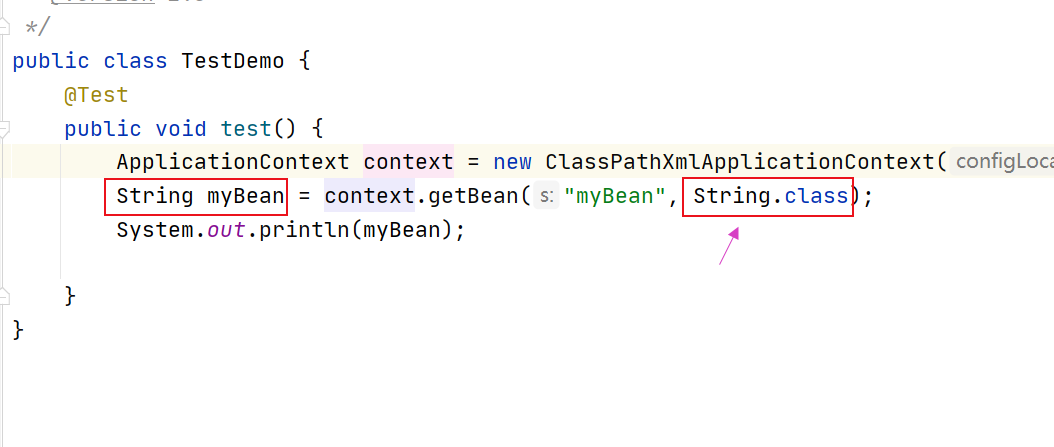 */
public class TestDemo {
@Test
public void test() {
ApplicationContext context = new ClassPathXmlApplicationContext( configLoca
String myBean = context.getBean( s: "myBean", String.class);
System.out.println(myBean);
}
}